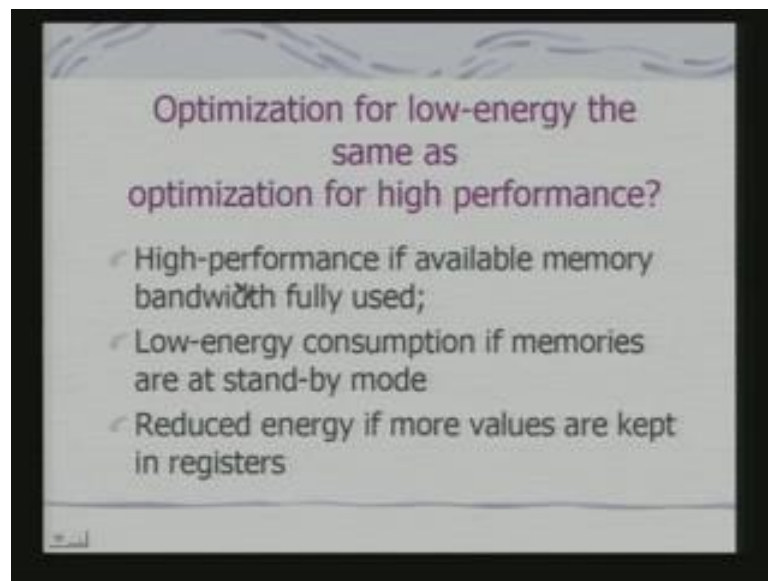 Optimization for low-energy the
same as
optimization for high performance?
High-performance if available memory
bandwidth fully used;
Low-energy consumption if memories
are at stand-by mode
Reduced energy if more values are kept
in registers